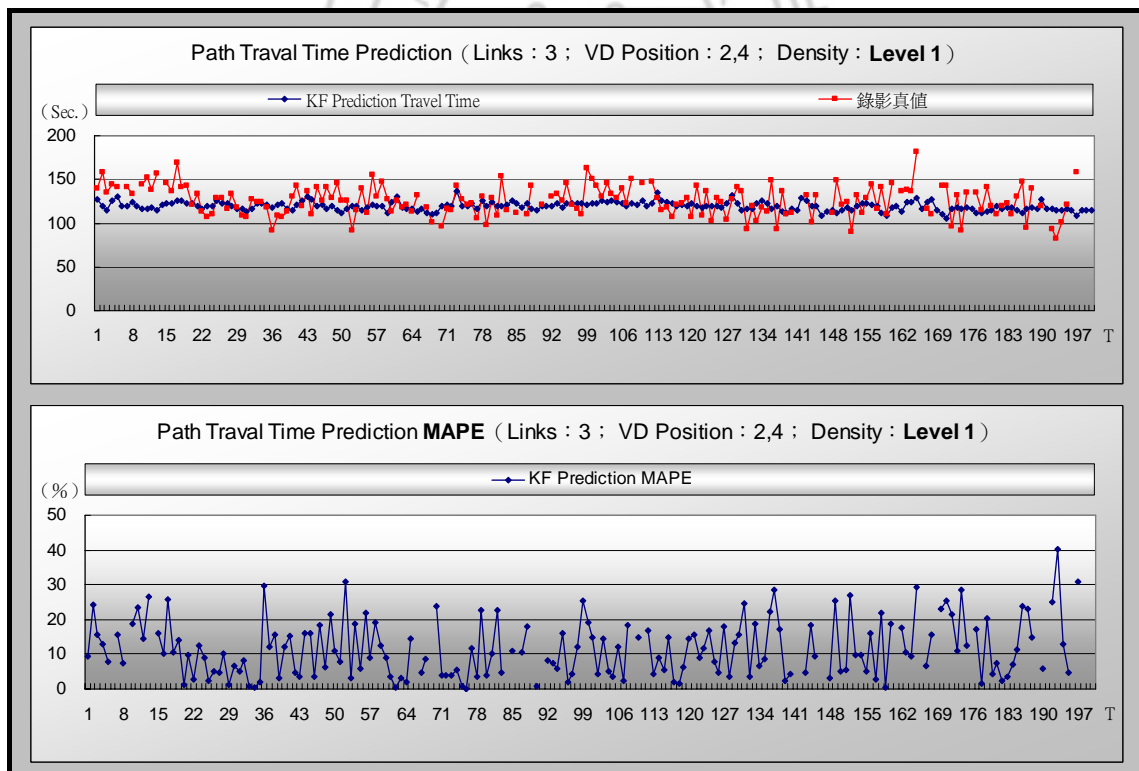 Path Traval Time Prediction（Links：3； VD Position：2,4； Density：Level 1）
KF Prediction Travel Time 錄影真值
（Sec.）
200
150
100
50
0
1 8 15 22 29 36 43 50 57 64 71 78 85 92 99 106 113 120 127 134 141 148 155 162 169 176 183 190 197 T
Path Traval Time Prediction MAPE（Links：3； VD Position：2,4； Density：Level 1）
KF Prediction MAPE
（%）
50
40
30
20
10
0
1 8 15 22 29 36 43 50 57 64 71 78 85 92 99 106 113 120 127 134 141 148 155 162 169 176 183 190 197 T